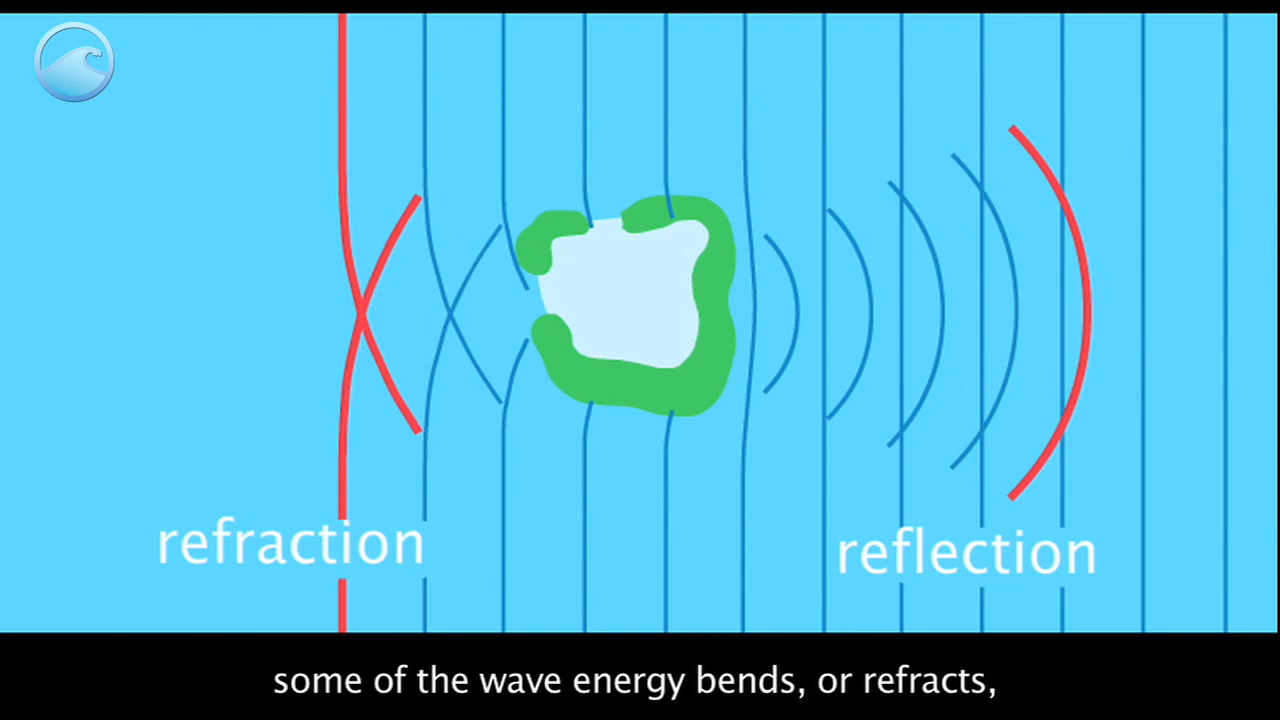 refraction
reflection
some of the wave energy bends, or refracts,